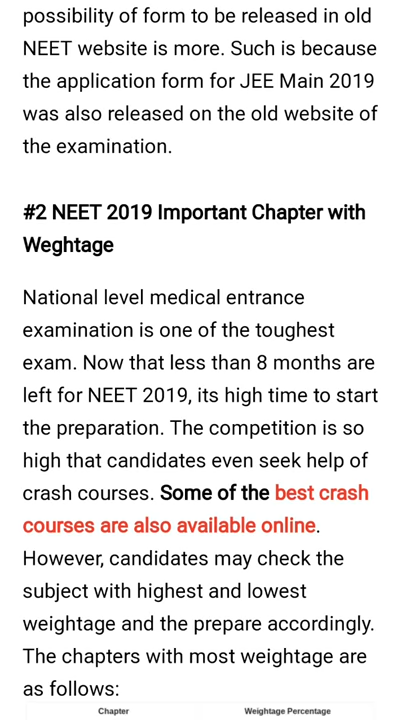 possibility of form to be released in old
NEET website is more. Such is because
the application form for JEE Main 2019
was also released on the old website of
the examination.
#2 NEET 2019 Important Chapter with
Weghtage
National level medical entrance
examination is one of the toughest
exam. Now that less than 8 months are
left for NEET 2019, its high time to start
the preparation. The competition is so
high that candidates even seek help of
crash courses. Some of the best crash
courses are also available online.
However, candidates may check the
subject with highest and lowest
weightage and the prepare accordingly.
The chapters with most weightage are
as follows:
Chapter Weightage Percentage